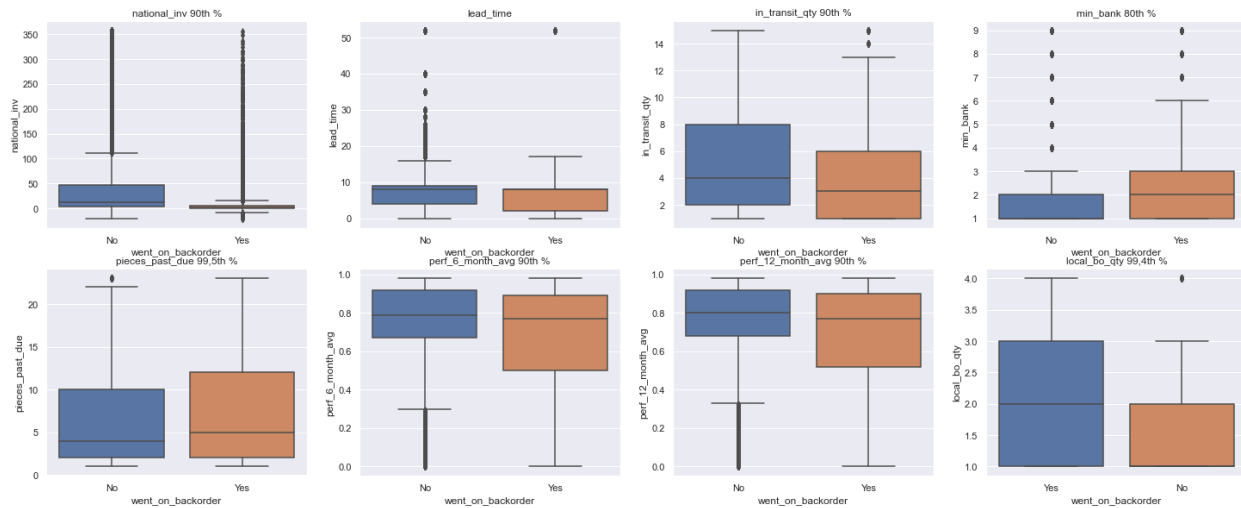 national_inv 90th %
national_inv
350
300
250
200
150
100
50
0
No
Yes
went_on_backorder
lead_time
lead_time
50
40
30
20
10
0
No
Yes
went_on_backorder
in_transit_qty 90th %
in_transit_qty
14
12
10
8
6
4
2
No
Yes
went_on_backorder
min_bank 80th %
min_bank
9
8
7
6
5
4
3
2
1
No
Yes
went_on_backorder
pieces_past_due 99,5th %
pieces_past_due
20
15
10
5
0
No
Yes
went_on_backorder
perf_6_month_avg 90th %
perf_6_month_avg
1.0
0.8
0.6
0.4
0.2
0.0
No
Yes
went_on_backorder
perf_12_month_avg 90th %
perf_12_month_avg
1.0
0.8
0.6
0.4
0.2
0.0
No
Yes
went_on_backorder
local_bo_qty 99,4th %
local_bo_qty
4.0
3.5
3.0
2.5
2.0
1.5
1.0
Yes
No
went_on_backorder